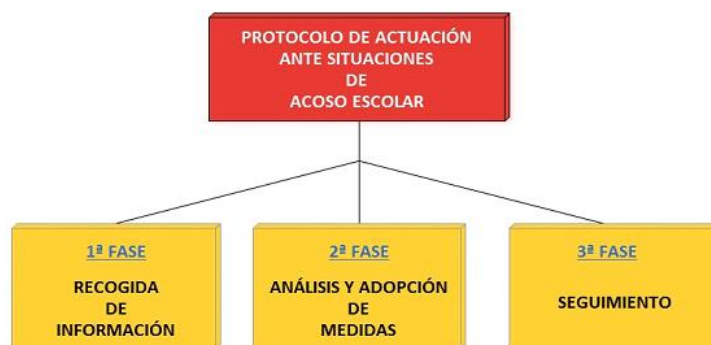 PROTOCOLO DE ACTUACIÓN
ANTE SITUACIONES
DE
ACOSO ESCOLAR
1ª FASE
RECOGIDA
DE
INFORMACIÓN
2ª FASE
ANÁLISIS Y ADOPCIÓN
DE
MEDIDAS
3ª FASE
SEGUIMIENTO